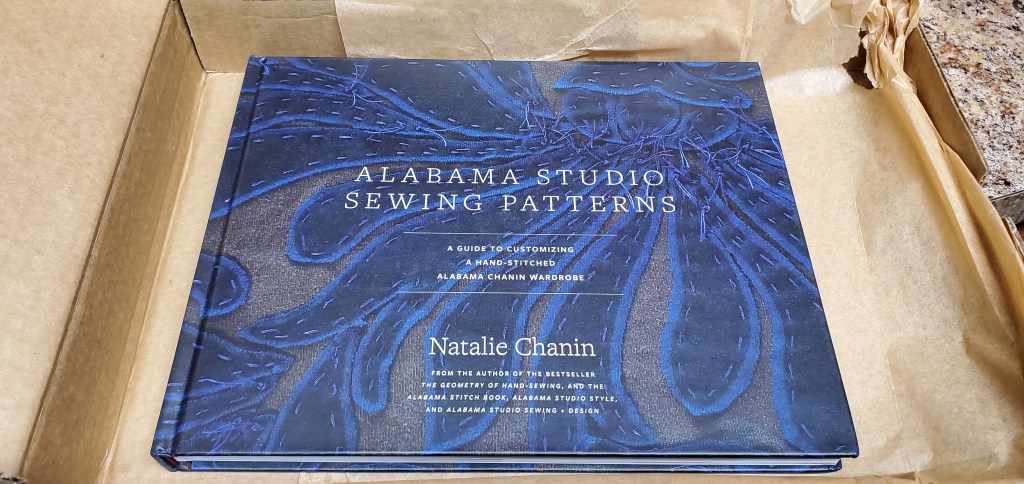 ALABAMA STUDIO
SEWING PATTERNS
A GUIDE TO CUSTOMIZING
A HAND-STITCHED
ALABAMA CHANIN WARDROBE
Natalie Chanin
FROM THE AUTHOR OF THE BESTSELLER
THE GEOMETRY OF HAND-SEWING, AND THE
ALABAMA STITCH BOOK, ALABAMA STUDIO STYLE,
AND ALABAMA STUDIO SEWING + DESIGN